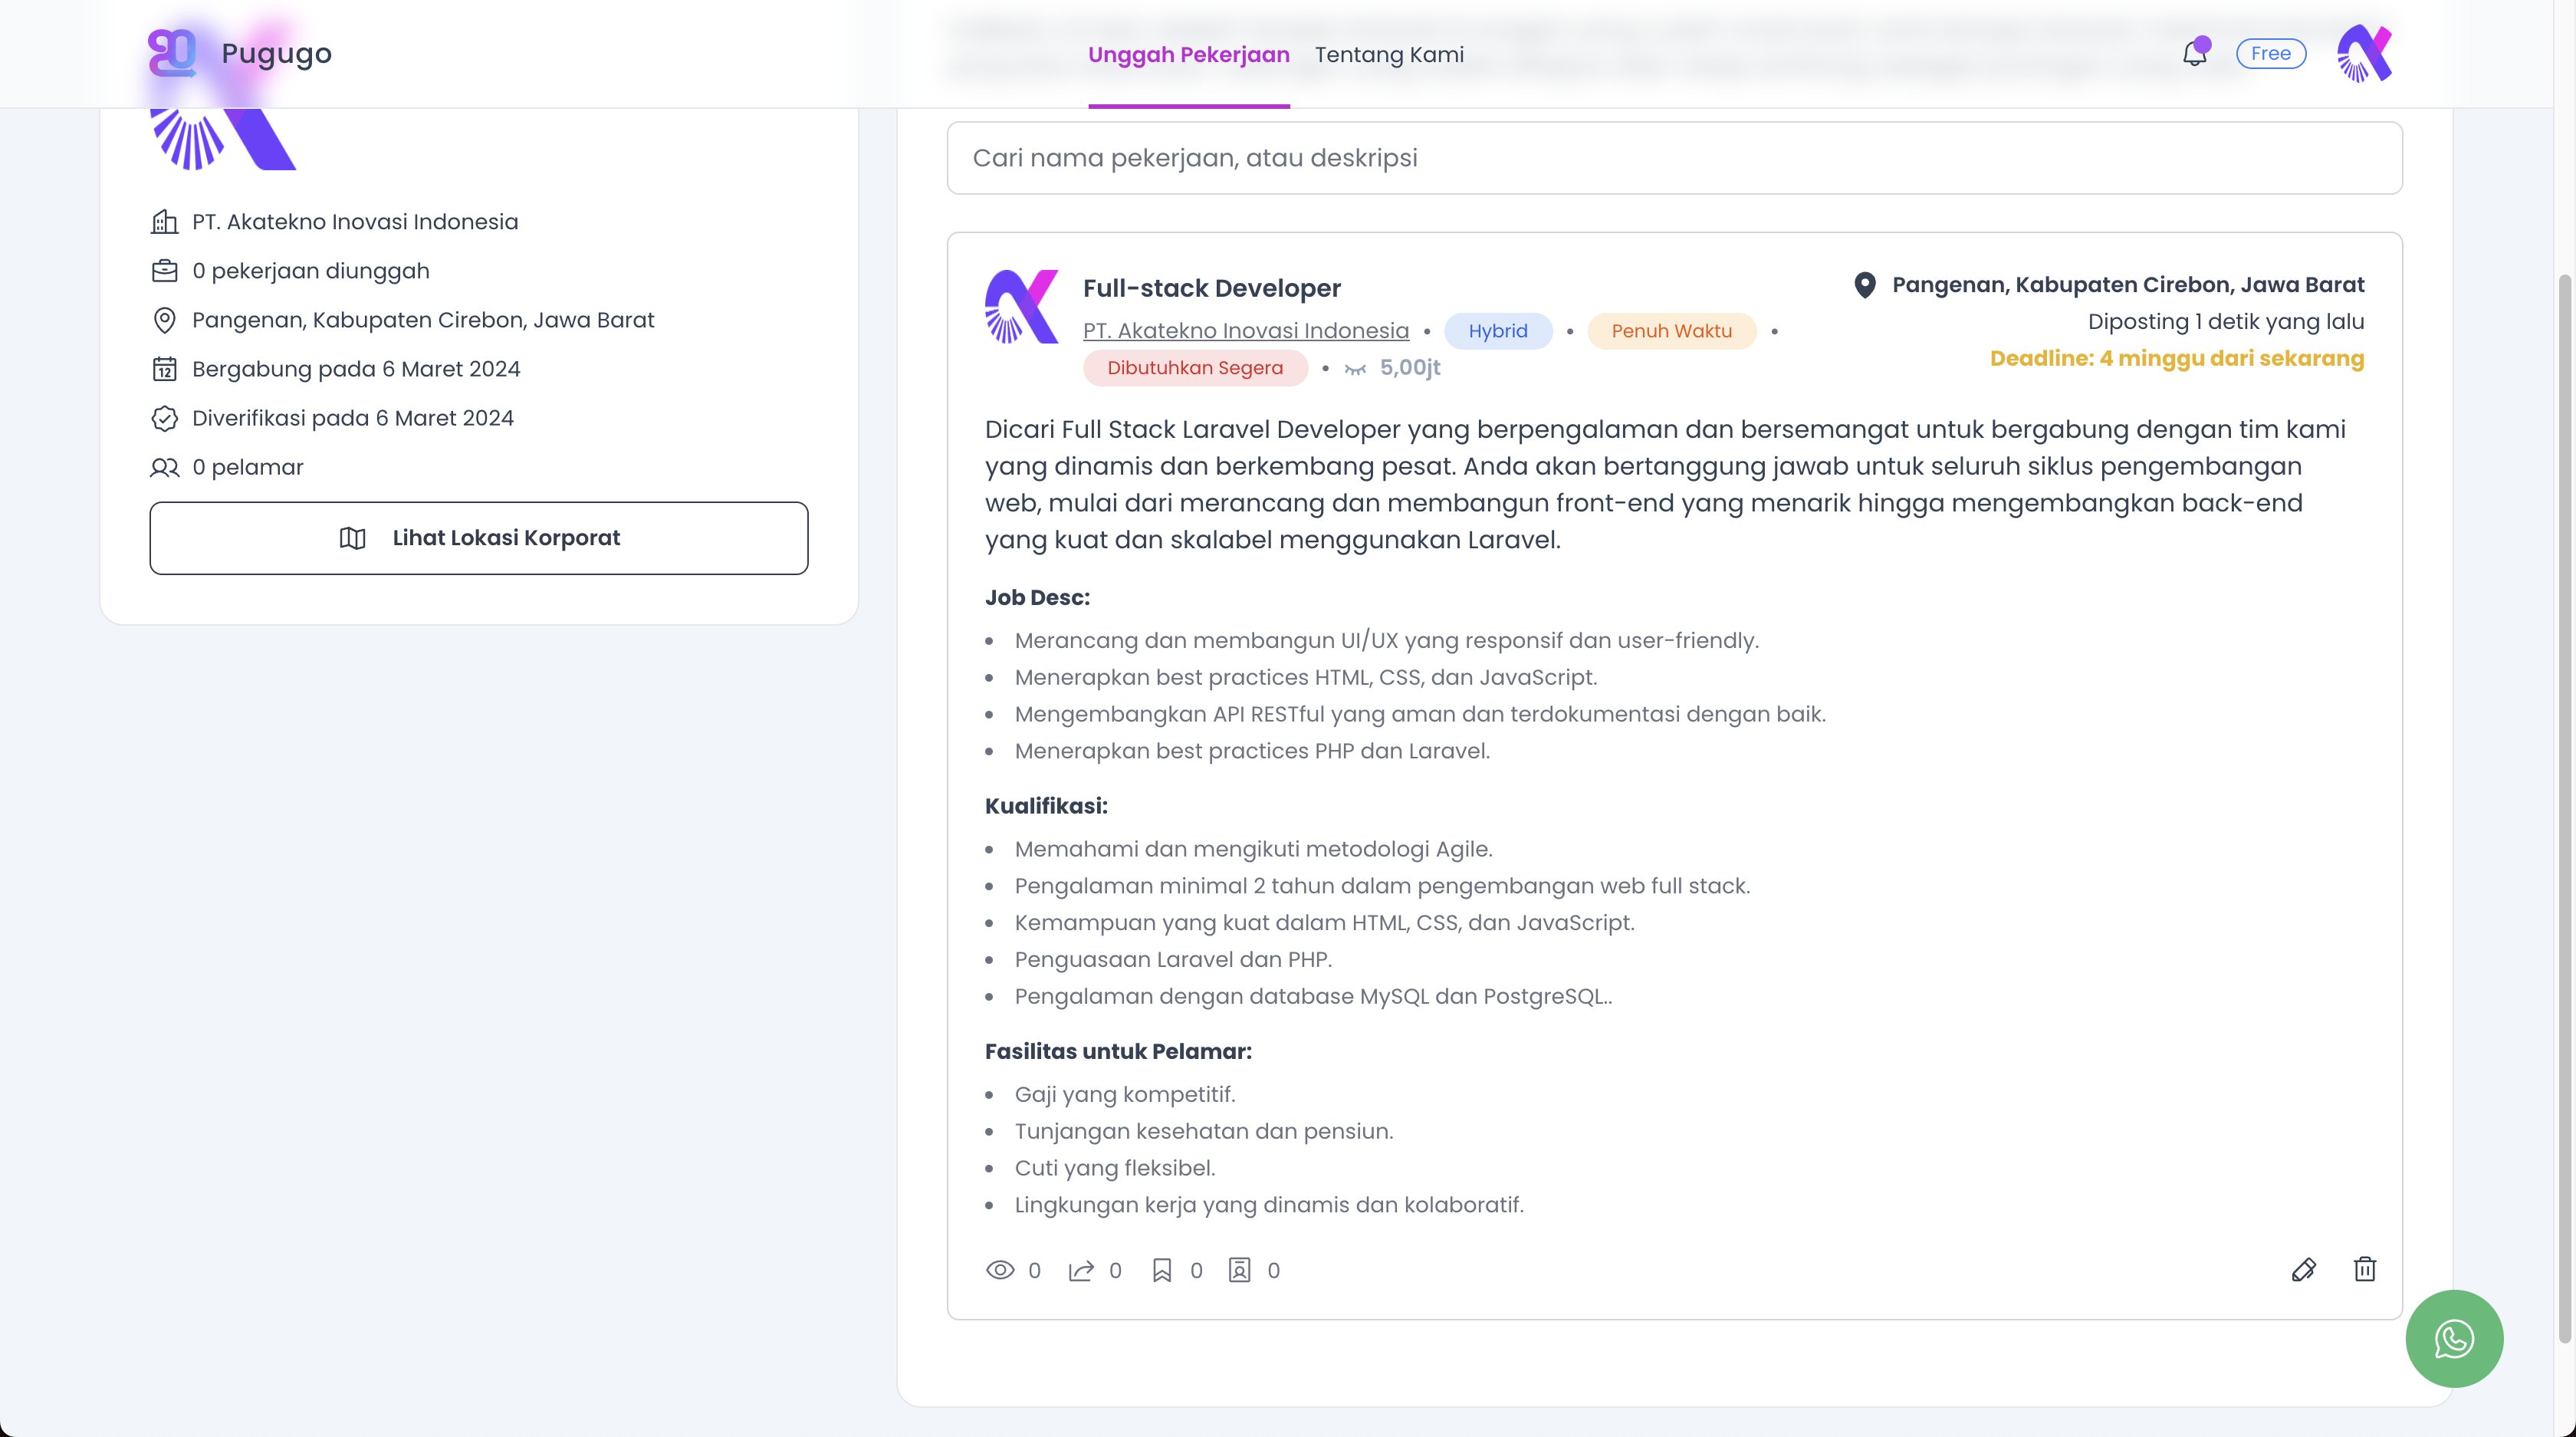 Pugugo
Unggah Pekerjaan
Tentang Kami
Free
PT. Akatekno Inovasi Indonesia
0 pekerjaan diunggah
Pangenan, Kabupaten Cirebon, Jawa Barat
12
Bergabung pada 6 Maret 2024
Diverifikasi pada 6 Maret 2024
0 pelamar
Lihat Lokasi Korporat
Cari nama pekerjaan, atau deskripsi
Full-stack Developer
PT. Akatekno Inovasi Indonesia • Hybrid • Penuh Waktu •
Dibutuhkan Segera • 5,00jt
Pangenan, Kabupaten Cirebon, Jawa Barat
Diposting 1 detik yang lalu
Deadline: 4 minggu dari sekarang
Dicari Full Stack Laravel Developer yang berpengalaman dan bersemangat untuk bergabung dengan tim kami
yang dinamis dan berkembang pesat. Anda akan bertanggung jawab untuk seluruh siklus pengembangan
web, mulai dari merancang dan membangun front-end yang menarik hingga mengembangkan back-end
yang kuat dan skalabel menggunakan Laravel.
Job Desc:
• Merancang dan membangun UI/UX yang responsif dan user-friendly.
• Menerapkan best practices HTML, CSS, dan JavaScript.
• Mengembangkan API RESTful yang aman dan terdokumentasi dengan baik.
• Menerapkan best practices PHP dan Laravel.
Kualifikasi:
• Memahami dan mengikuti metodologi Agile.
• Pengalaman minimal 2 tahun dalam pengembangan web full stack.
• Kemampuan yang kuat dalam HTML, CSS, dan JavaScript.
• Penguasaan Laravel dan PHP.
• Pengalaman dengan database MySQL dan PostgreSQL..
Fasilitas untuk Pelamar:
• Gaji yang kompetitif.
• Tunjangan kesehatan dan pensiun.
• Cuti yang fleksibel.
• Lingkungan kerja yang dinamis dan kolaboratif.
0 0 0 0